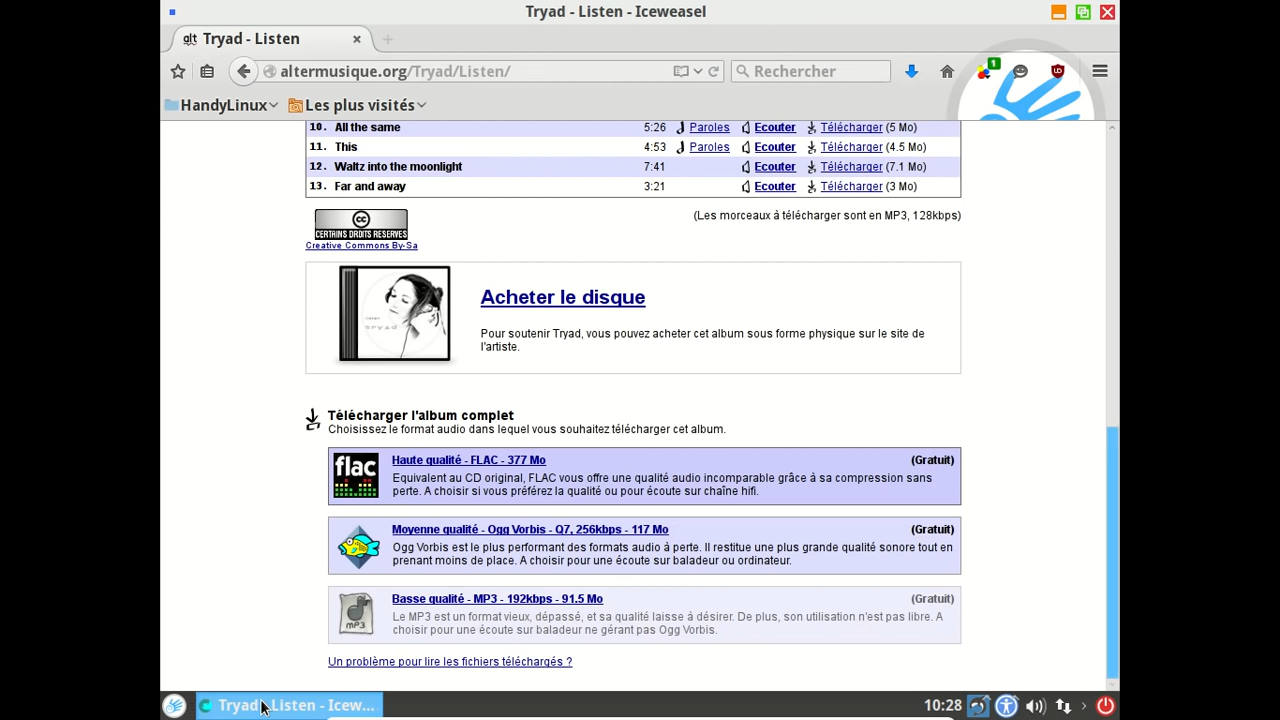 Tryad - Listen - Iceweasel
Tryad - Listen
altermusique.org/Tryad/Listen/
Rechercher
1
HandyLinux
Les plus visités
10. All the same 5:26 Paroles Ecouter Télécharger (5 Mo)
11. This 4:53 Paroles Ecouter Télécharger (4.5 Mo)
12. Waltz into the moonlight 7:41 Ecouter Télécharger (7.1 Mo)
13. Far and away 3:21 Ecouter Télécharger (3 Mo)
(Les morceaux à télécharger sont en MP3, 128kbps)
cc
CERTAINS DROITS RESERVES
Creative Commons By-Sa
Acheter le disque
Pour soutenir Tryad, vous pouvez acheter cet album sous forme physique sur le site de
l'artiste.
Télécharger l'album complet
Choisissez le format audio dans lequel vous souhaitez télécharger cet album.
flac
Haute qualité - FLAC - 377 Mo (Gratuit)
Equivalent au CD original, FLAC vous offre une qualité audio incomparable grâce à sa compression sans
perte. A choisir si vous préférez la qualité ou pour écoute sur chaîne hifi.
Moyenne qualité - Ogg Vorbis - Q7, 256kbps - 117 Mo (Gratuit)
Ogg Vorbis est le plus performant des formats audio à perte. Il restitue une plus grande qualité sonore tout en
prenant moins de place. A choisir pour une écoute sur baladeur ou ordinateur.
MP3
Basse qualité - MP3 - 192kbps - 91.5 Mo (Gratuit)
Le MP3 est un format vieux, dépassé, et sa qualité laisse à désirer. De plus, son utilisation n'est pas libre. A
choisir pour une écoute sur baladeur ne gérant pas Ogg Vorbis.
Un problème pour lire les fichiers téléchargés ?
Tryad - Listen - Icew...
10:28